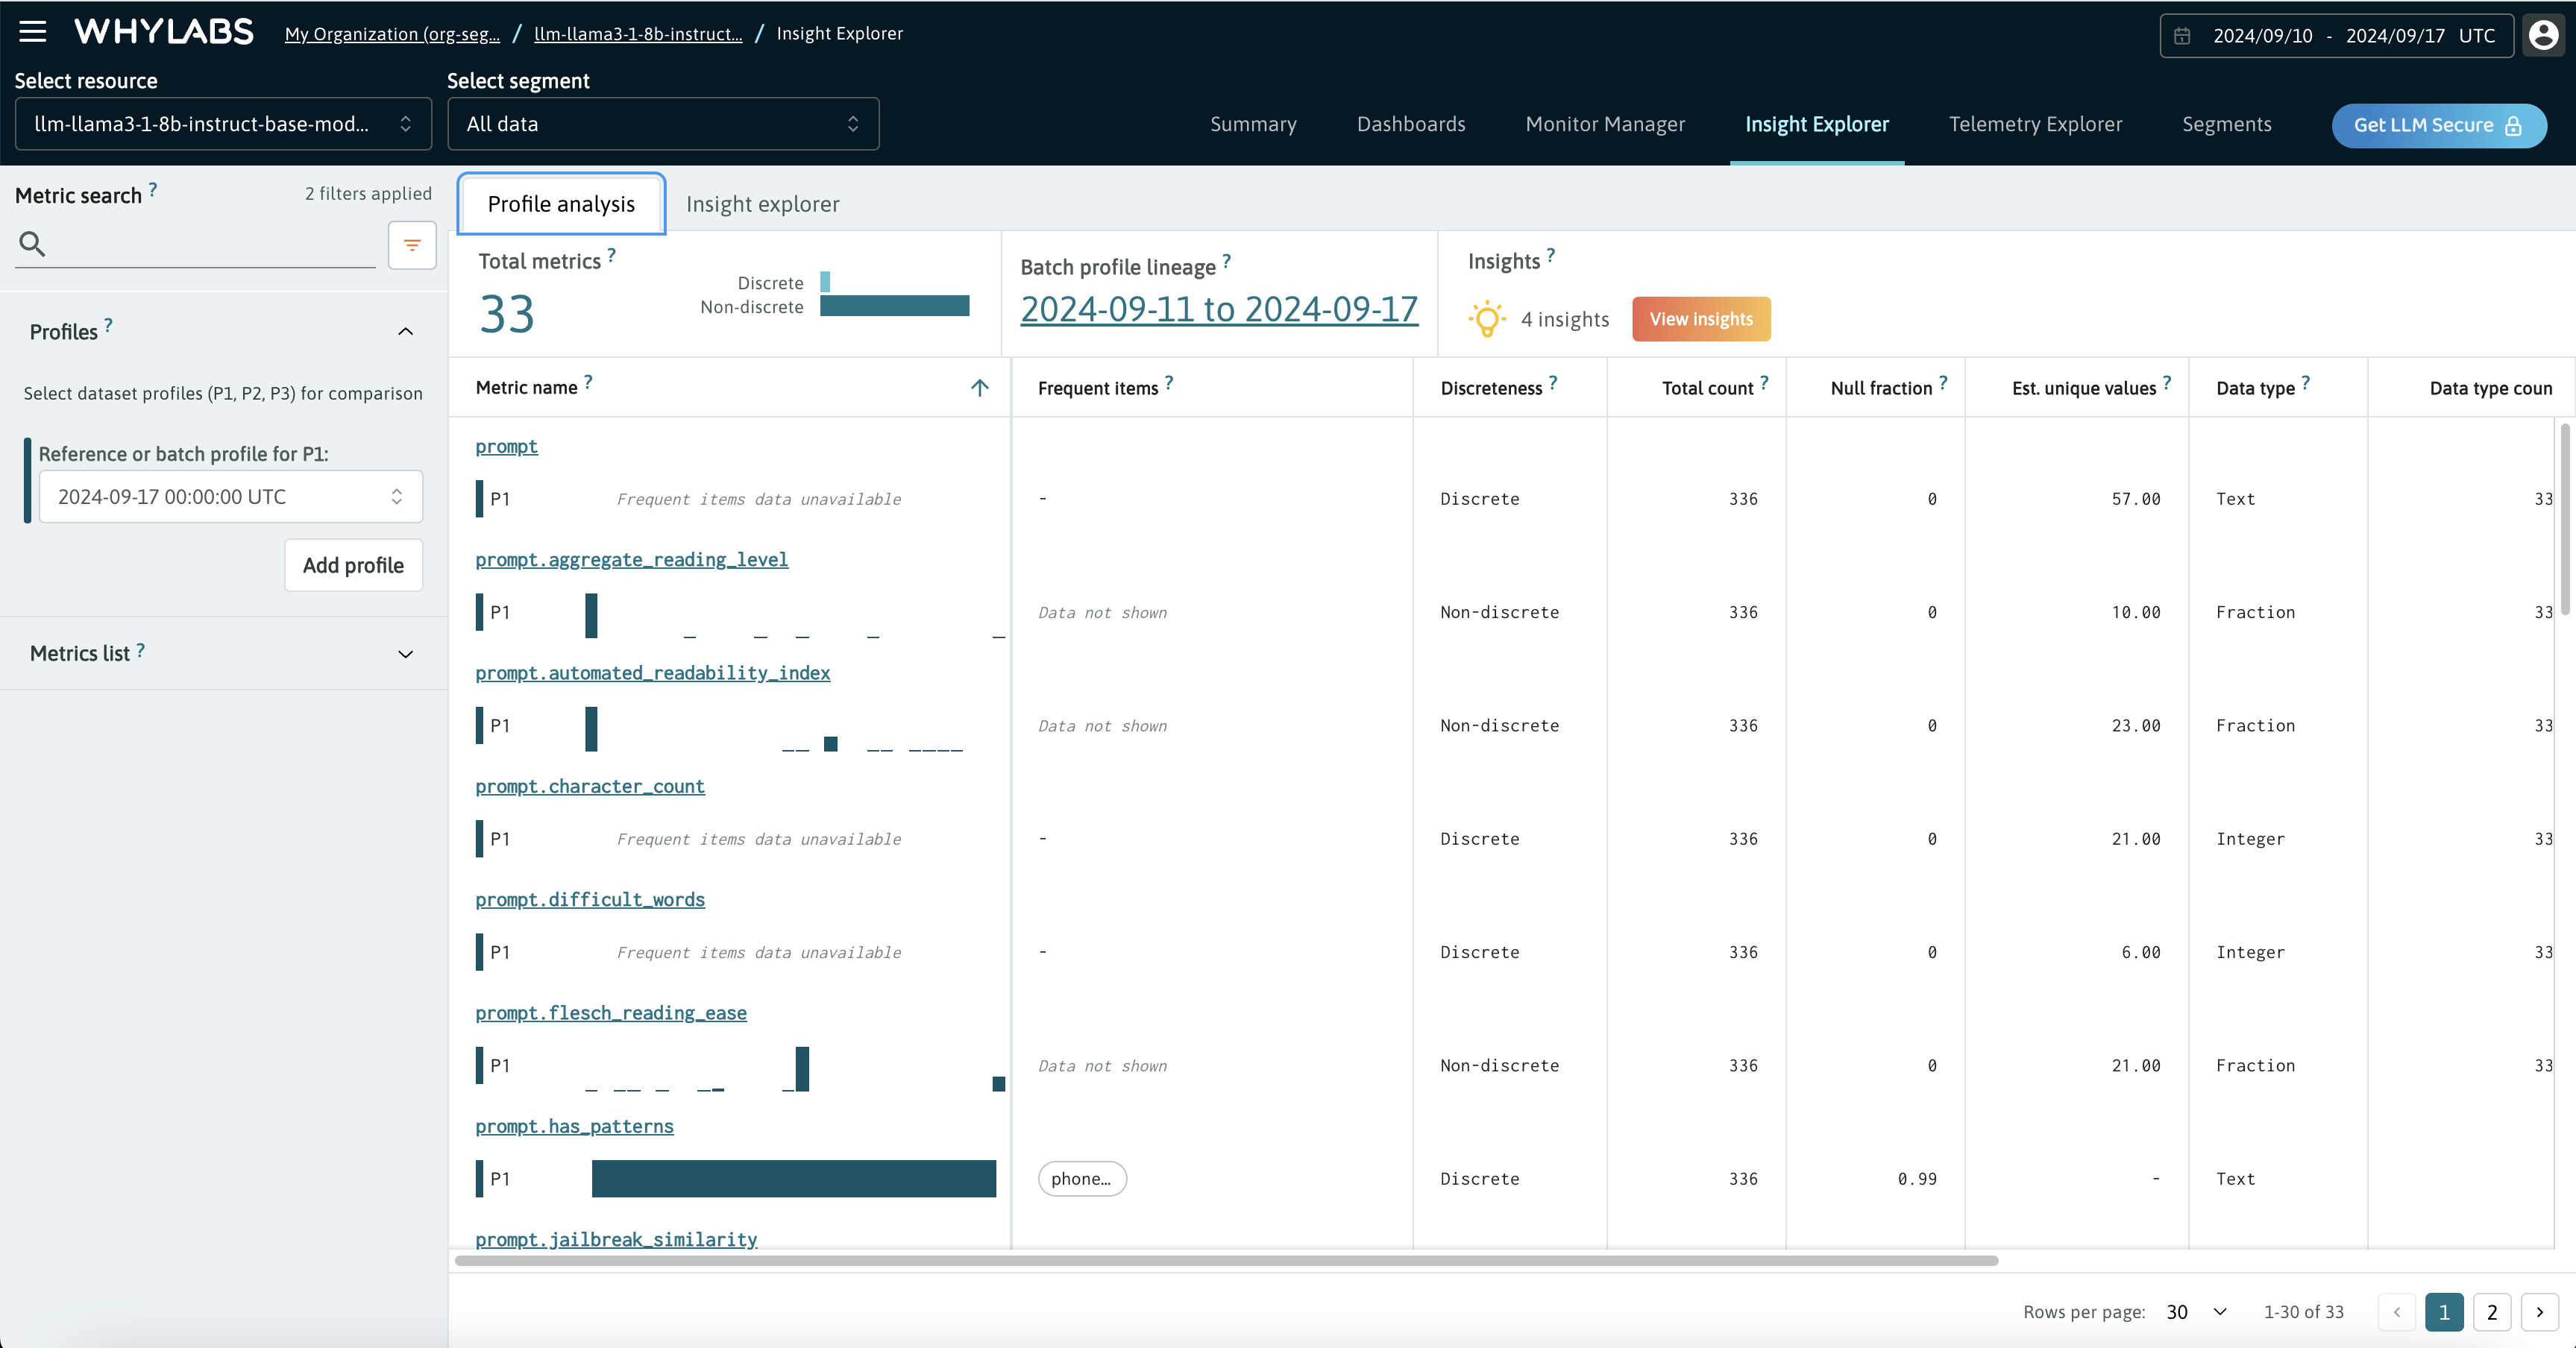 WHYLABS
My Organization (org-seg... / llm-llama3-1-8b-instruct... / Insight Explorer
2024/09/10 - 2024/09/17 UTC
Select resource
Select segment
llm-llama3-1-8b-instruct-base-mod...
All data
Summary
Dashboards
Monitor Manager
Insight Explorer
Telemetry Explorer
Segments
Get LLM Secure
Metric search ?
2 filters applied
Profiles ?
Select dataset profiles (P1, P2, P3) for comparison
Reference or batch profile for P1:
2024-09-17 00:00:00 UTC
Add profile
Metrics list ?
Profile analysis
Insight explorer
Total metrics ?
33
Discrete
Non-discrete
Batch profile lineage ?
2024-09-11 to 2024-09-17
Insights ?
4 insights
View insights
Metric name ? Frequent items ? Discreteness ? Total count ? Null fraction ? Est. unique values ? Data type ? Data type coun
prompt
P1 Frequent items data unavailable - Discrete 336 0 57.00 Text 33
prompt.aggregate_reading_level
P1 Data not shown Non-discrete 336 0 10.00 Fraction 33
prompt.automated_readability_index
P1 Data not shown Non-discrete 336 0 23.00 Fraction 33
prompt.character_count
P1 Frequent items data unavailable - Discrete 336 0 21.00 Integer 33
prompt.difficult_words
P1 Frequent items data unavailable - Discrete 336 0 6.00 Integer 33
prompt.flesch_reading_ease
P1 Data not shown Non-discrete 336 0 21.00 Fraction 33
prompt.has_patterns
P1 phone... Discrete 336 0.99 - Text
prompt.jailbreak_similarity
Rows per page: 30 1-30 of 33 < 1 2 >